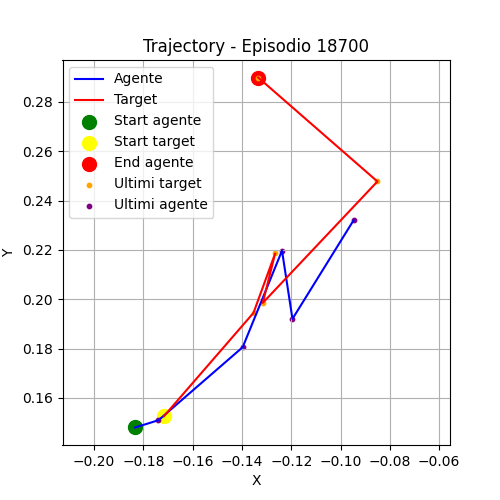 Trajectory - Episodio 18700
Agente
Target
Start agente
Start target
End agente
Ultimi target
Ultimi agente
Y
0.28
0.26
0.24
0.22
0.20
0.18
0.16
−0.20 −0.18 −0.16 −0.14 −0.12 −0.10 −0.08 −0.06
X